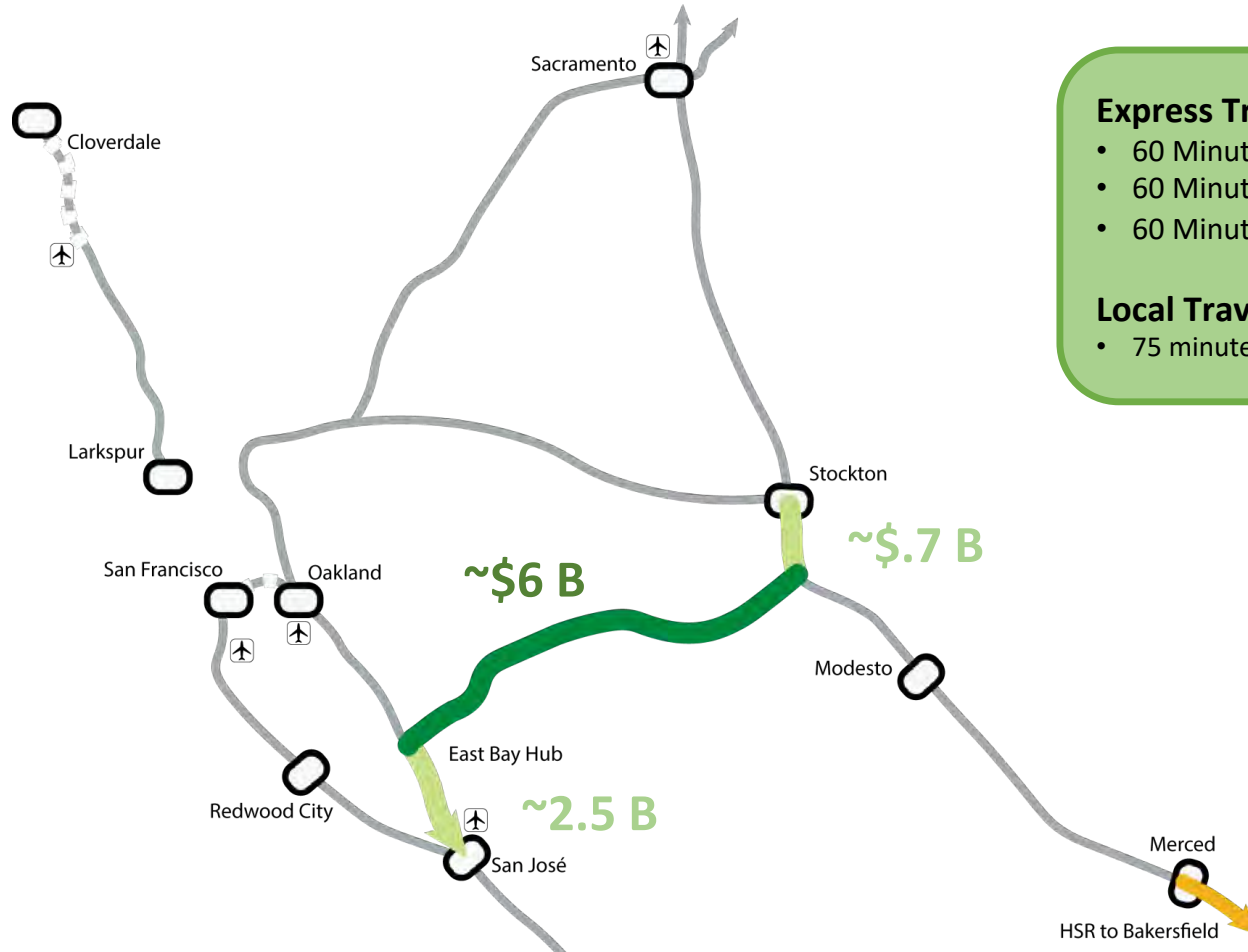 Sacramento
Cloverdale
Express Tr
• 60 Minut
• 60 Minut
• 60 Minut
Local Trav
• 75 minute
Larkspur
Stockton
~$.7 B
San Francisco
Oakland
~$6 B
Modesto
East Bay Hub
Redwood City
~2.5 B
San José
Merced
HSR to Bakersfield